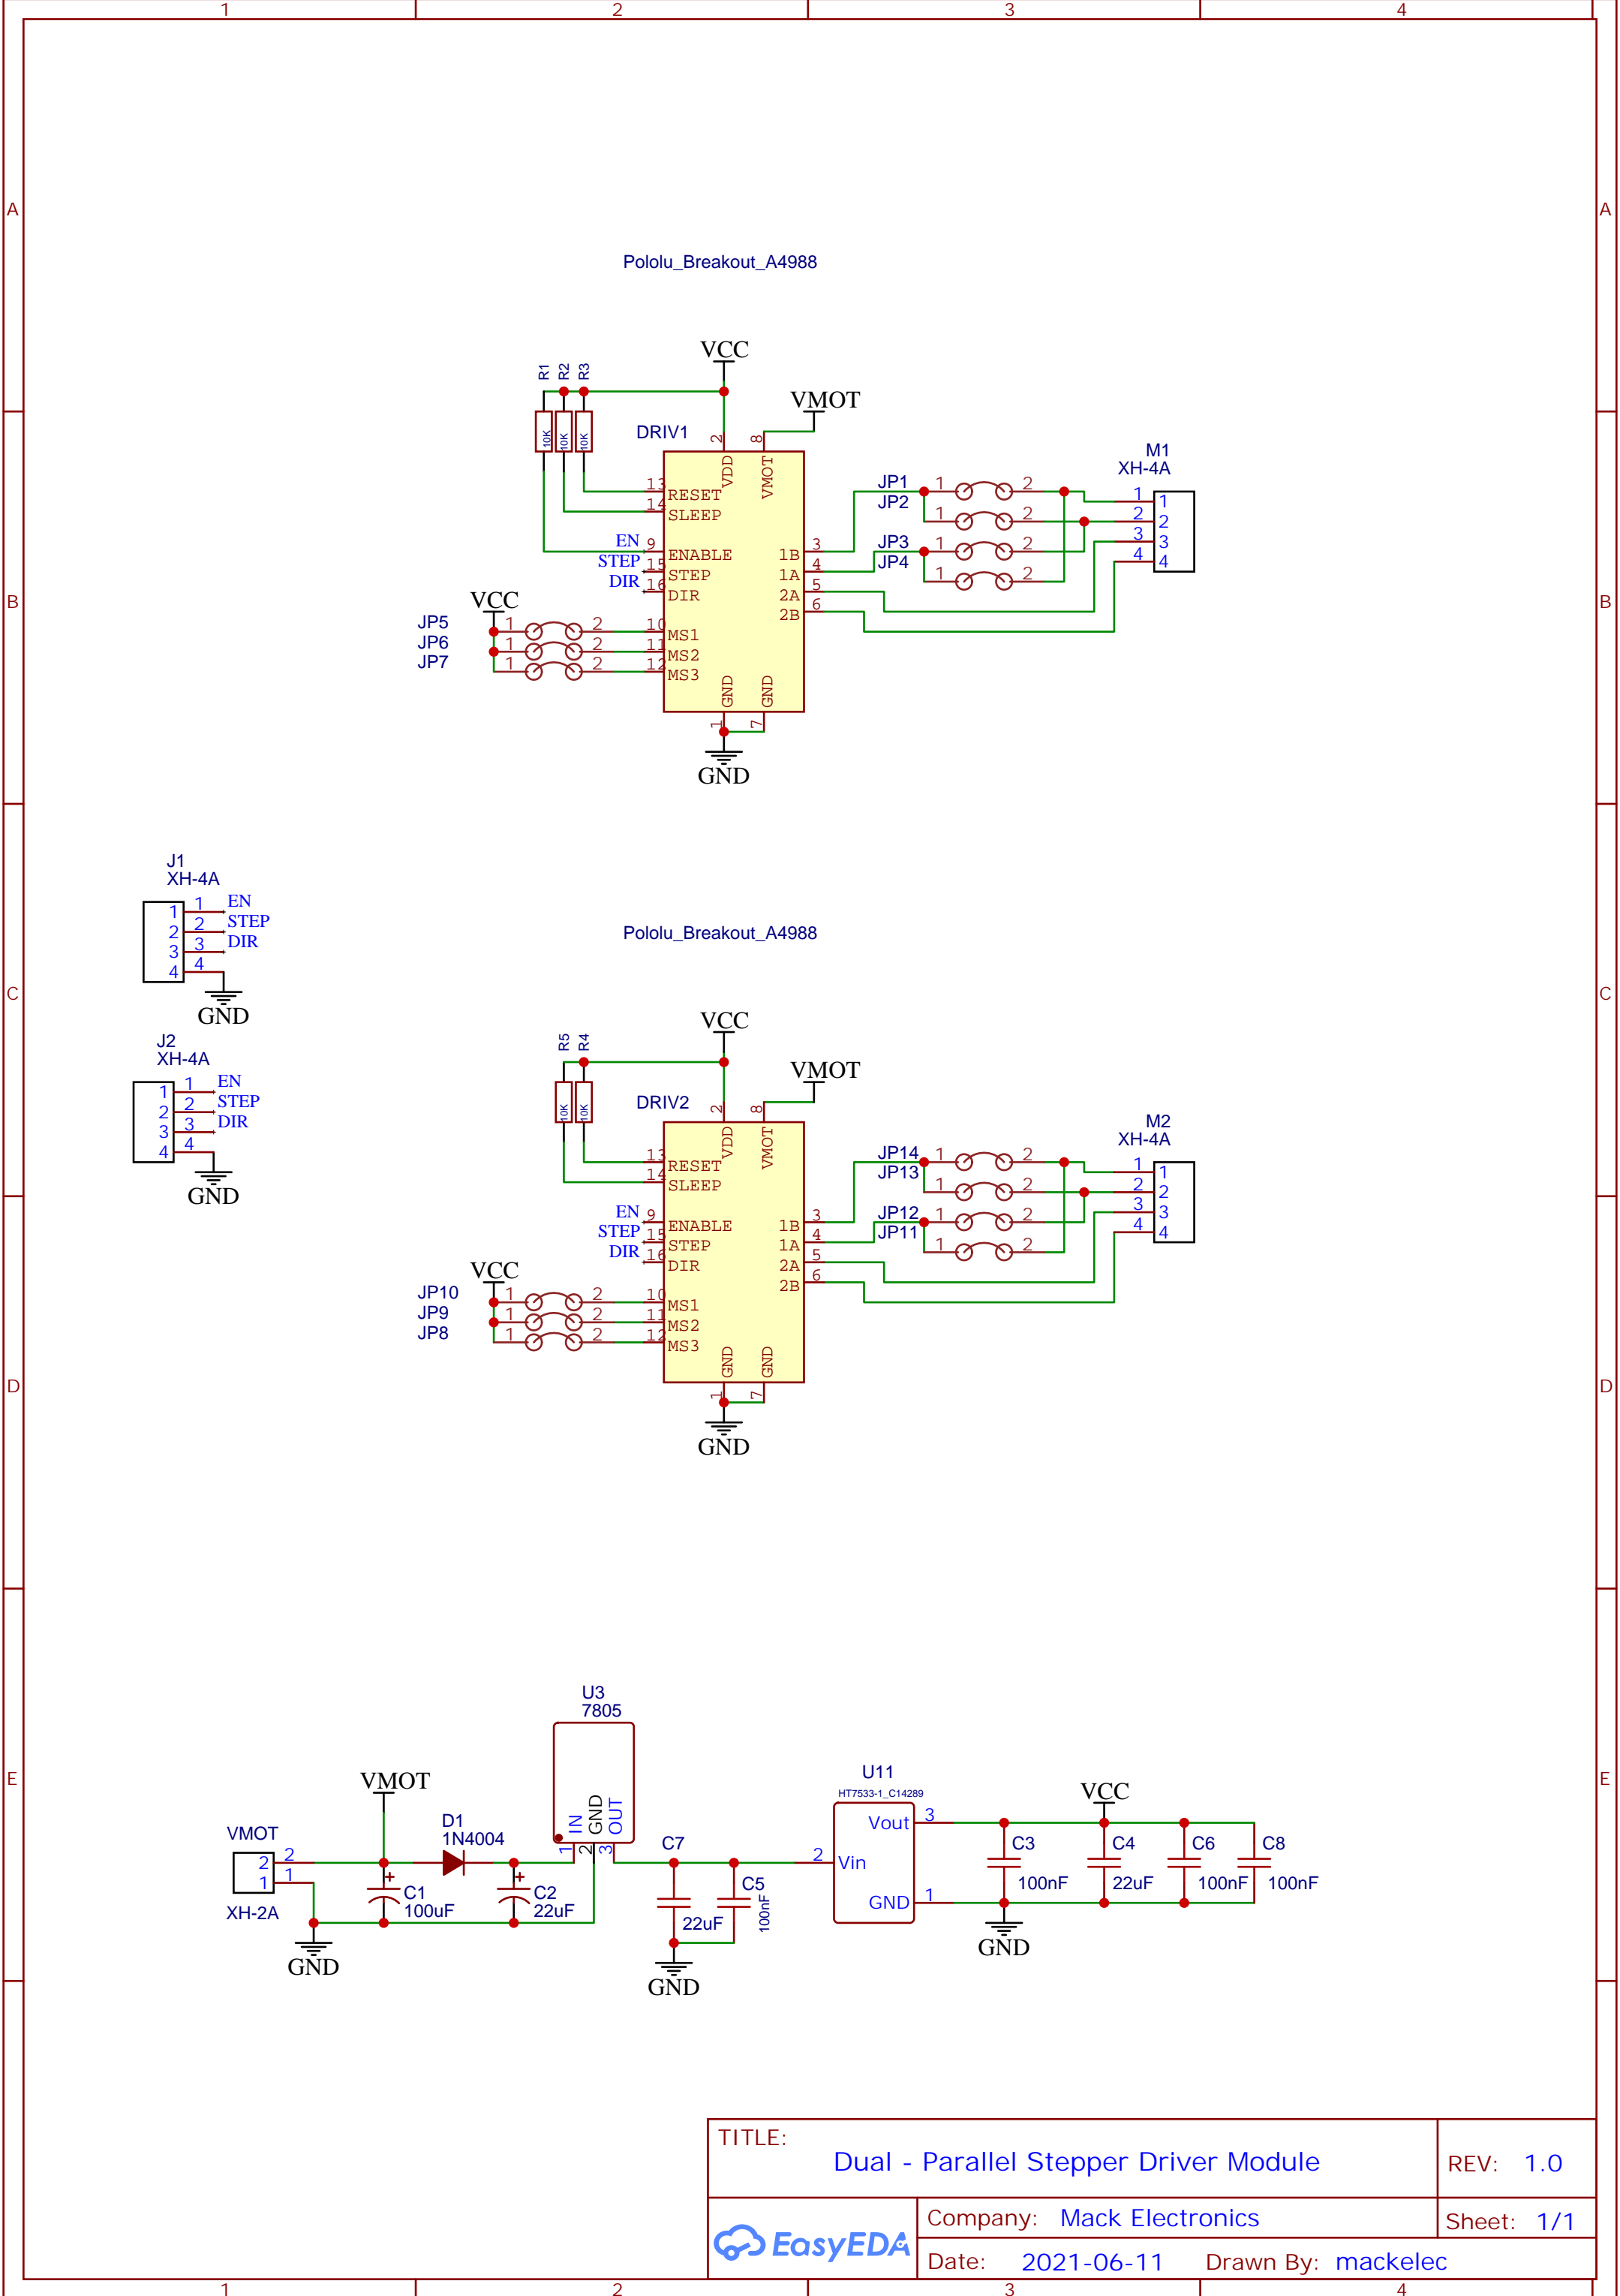 1 2 3 4
A A
Pololu_Breakout_A4988
VCC
R1 R2 R3
VMOT
10K 10K 10K
DRIV1
2 8
VDD VMOT
M1
XH-4A
13 RESET
14 SLEEP
EN 9 ENABLE
STEP 15 STEP
DIR 16 DIR
1B 3
1A 4
2A 5
2B 6
JP1 1 2
JP2 1 2
JP3 1 2
JP4 1 2
1 1
2 2
3 3
4 4
B B
VCC
JP5 1 2 10 MS1
JP6 1 2 11 MS2
JP7 1 2 12 MS3
GND GND
1 7
GND
J1
XH-4A
1 1 EN
2 2 STEP
3 3 DIR
4 4
GND
C C
Pololu_Breakout_A4988
J2
XH-4A
1 1 EN
2 2 STEP
3 3 DIR
4 4
GND
VCC
R5 R4
VMOT
10K 10K
DRIV2
2 8
VDD VMOT
M2
XH-4A
13 RESET
14 SLEEP
EN 9 ENABLE
STEP 15 STEP
DIR 16 DIR
1B 3
1A 4
2A 5
2B 6
JP14 1 2
JP13 1 2
JP12 1 2
JP11 1 2
1 1
2 2
3 3
4 4
VCC
JP10 1 2 10 MS1
JP9 1 2 11 MS2
JP8 1 2 12 MS3
D D
GND GND
1 7
GND
U3
7805
IN GND OUT
1 2 3
E E
VMOT
VMOT
2 2
1 1
XH-2A
D1
1N4004
C1
100uF
C2
22uF
GND
C7
22uF
C5
100nF
GND
U11
HT7533-1_C14289
Vout 3
2 Vin
GND 1
VCC
C3 C4 C6 C8
100nF 22uF 100nF 100nF
GND
TITLE:
Dual - Parallel Stepper Driver Module
REV: 1.0
EasyEDA
Company: Mack Electronics
Sheet: 1/1
Date: 2021-06-11 Drawn By: mackelec
1 2 3 4